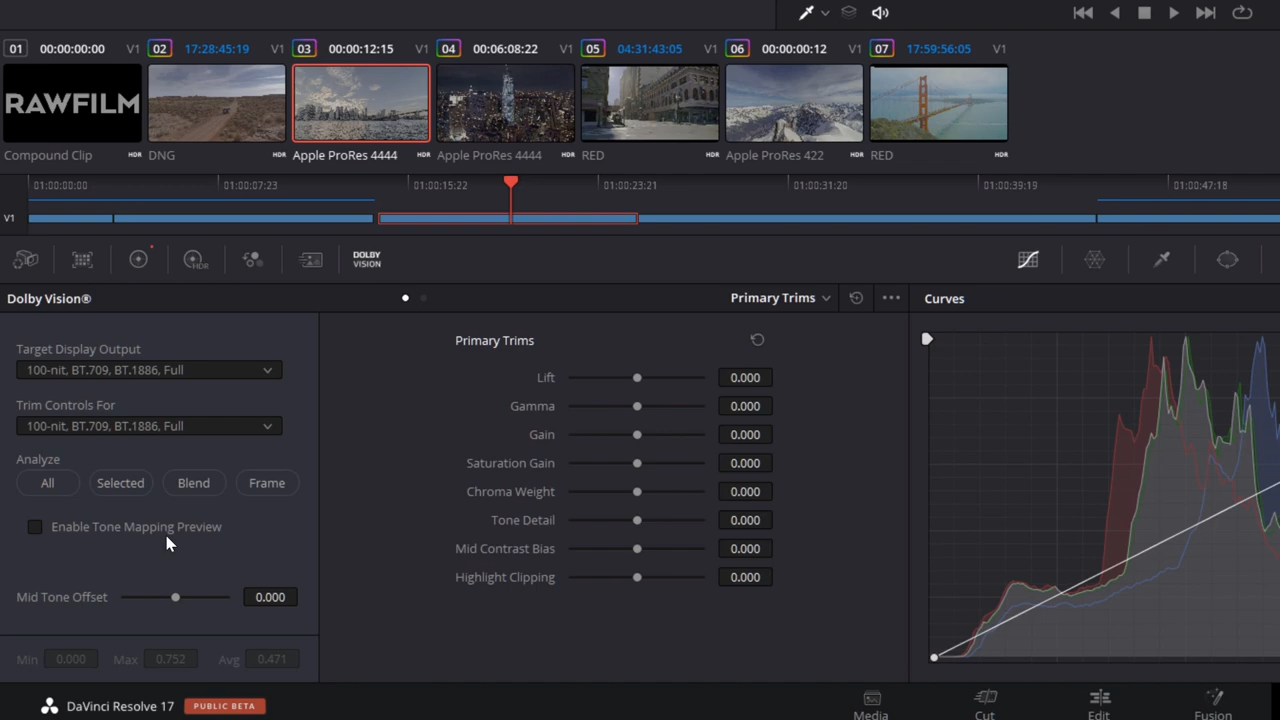 01 00:00:00:00 V1 02 17:28:45:19 V1 03 00:00:12:15 V1 04 00:06:08:22 V1 05 04:31:43:05 V1 06 00:00:00:12 V1 07 17:59:56:05 V1
RAWFILM
Compound Clip HDR DNG HDR Apple ProRes 4444 HDR Apple ProRes 4444 HDR RED HDR Apple ProRes 422 HDR RED HDR
01:00:00:00 01:00:07:23 01:00:15:22 01:00:23:21 01:00:31:20 01:00:39:19 01:00:47:18
V1
HDR DOLBY VISION
Dolby Vision® Primary Trims Curves
Target Display Output
100-nit, BT.709, BT.1886, Full
Trim Controls For
100-nit, BT.709, BT.1886, Full
Analyze
All Selected Blend Frame
Enable Tone Mapping Preview
Mid Tone Offset 0.000
Min 0.000 Max 0.752 Avg 0.471
Primary Trims
Lift 0.000
Gamma 0.000
Gain 0.000
Saturation Gain 0.000
Chroma Weight 0.000
Tone Detail 0.000
Mid Contrast Bias 0.000
Highlight Clipping 0.000
DaVinci Resolve 17 PUBLIC BETA Media Cut Edit Fusion